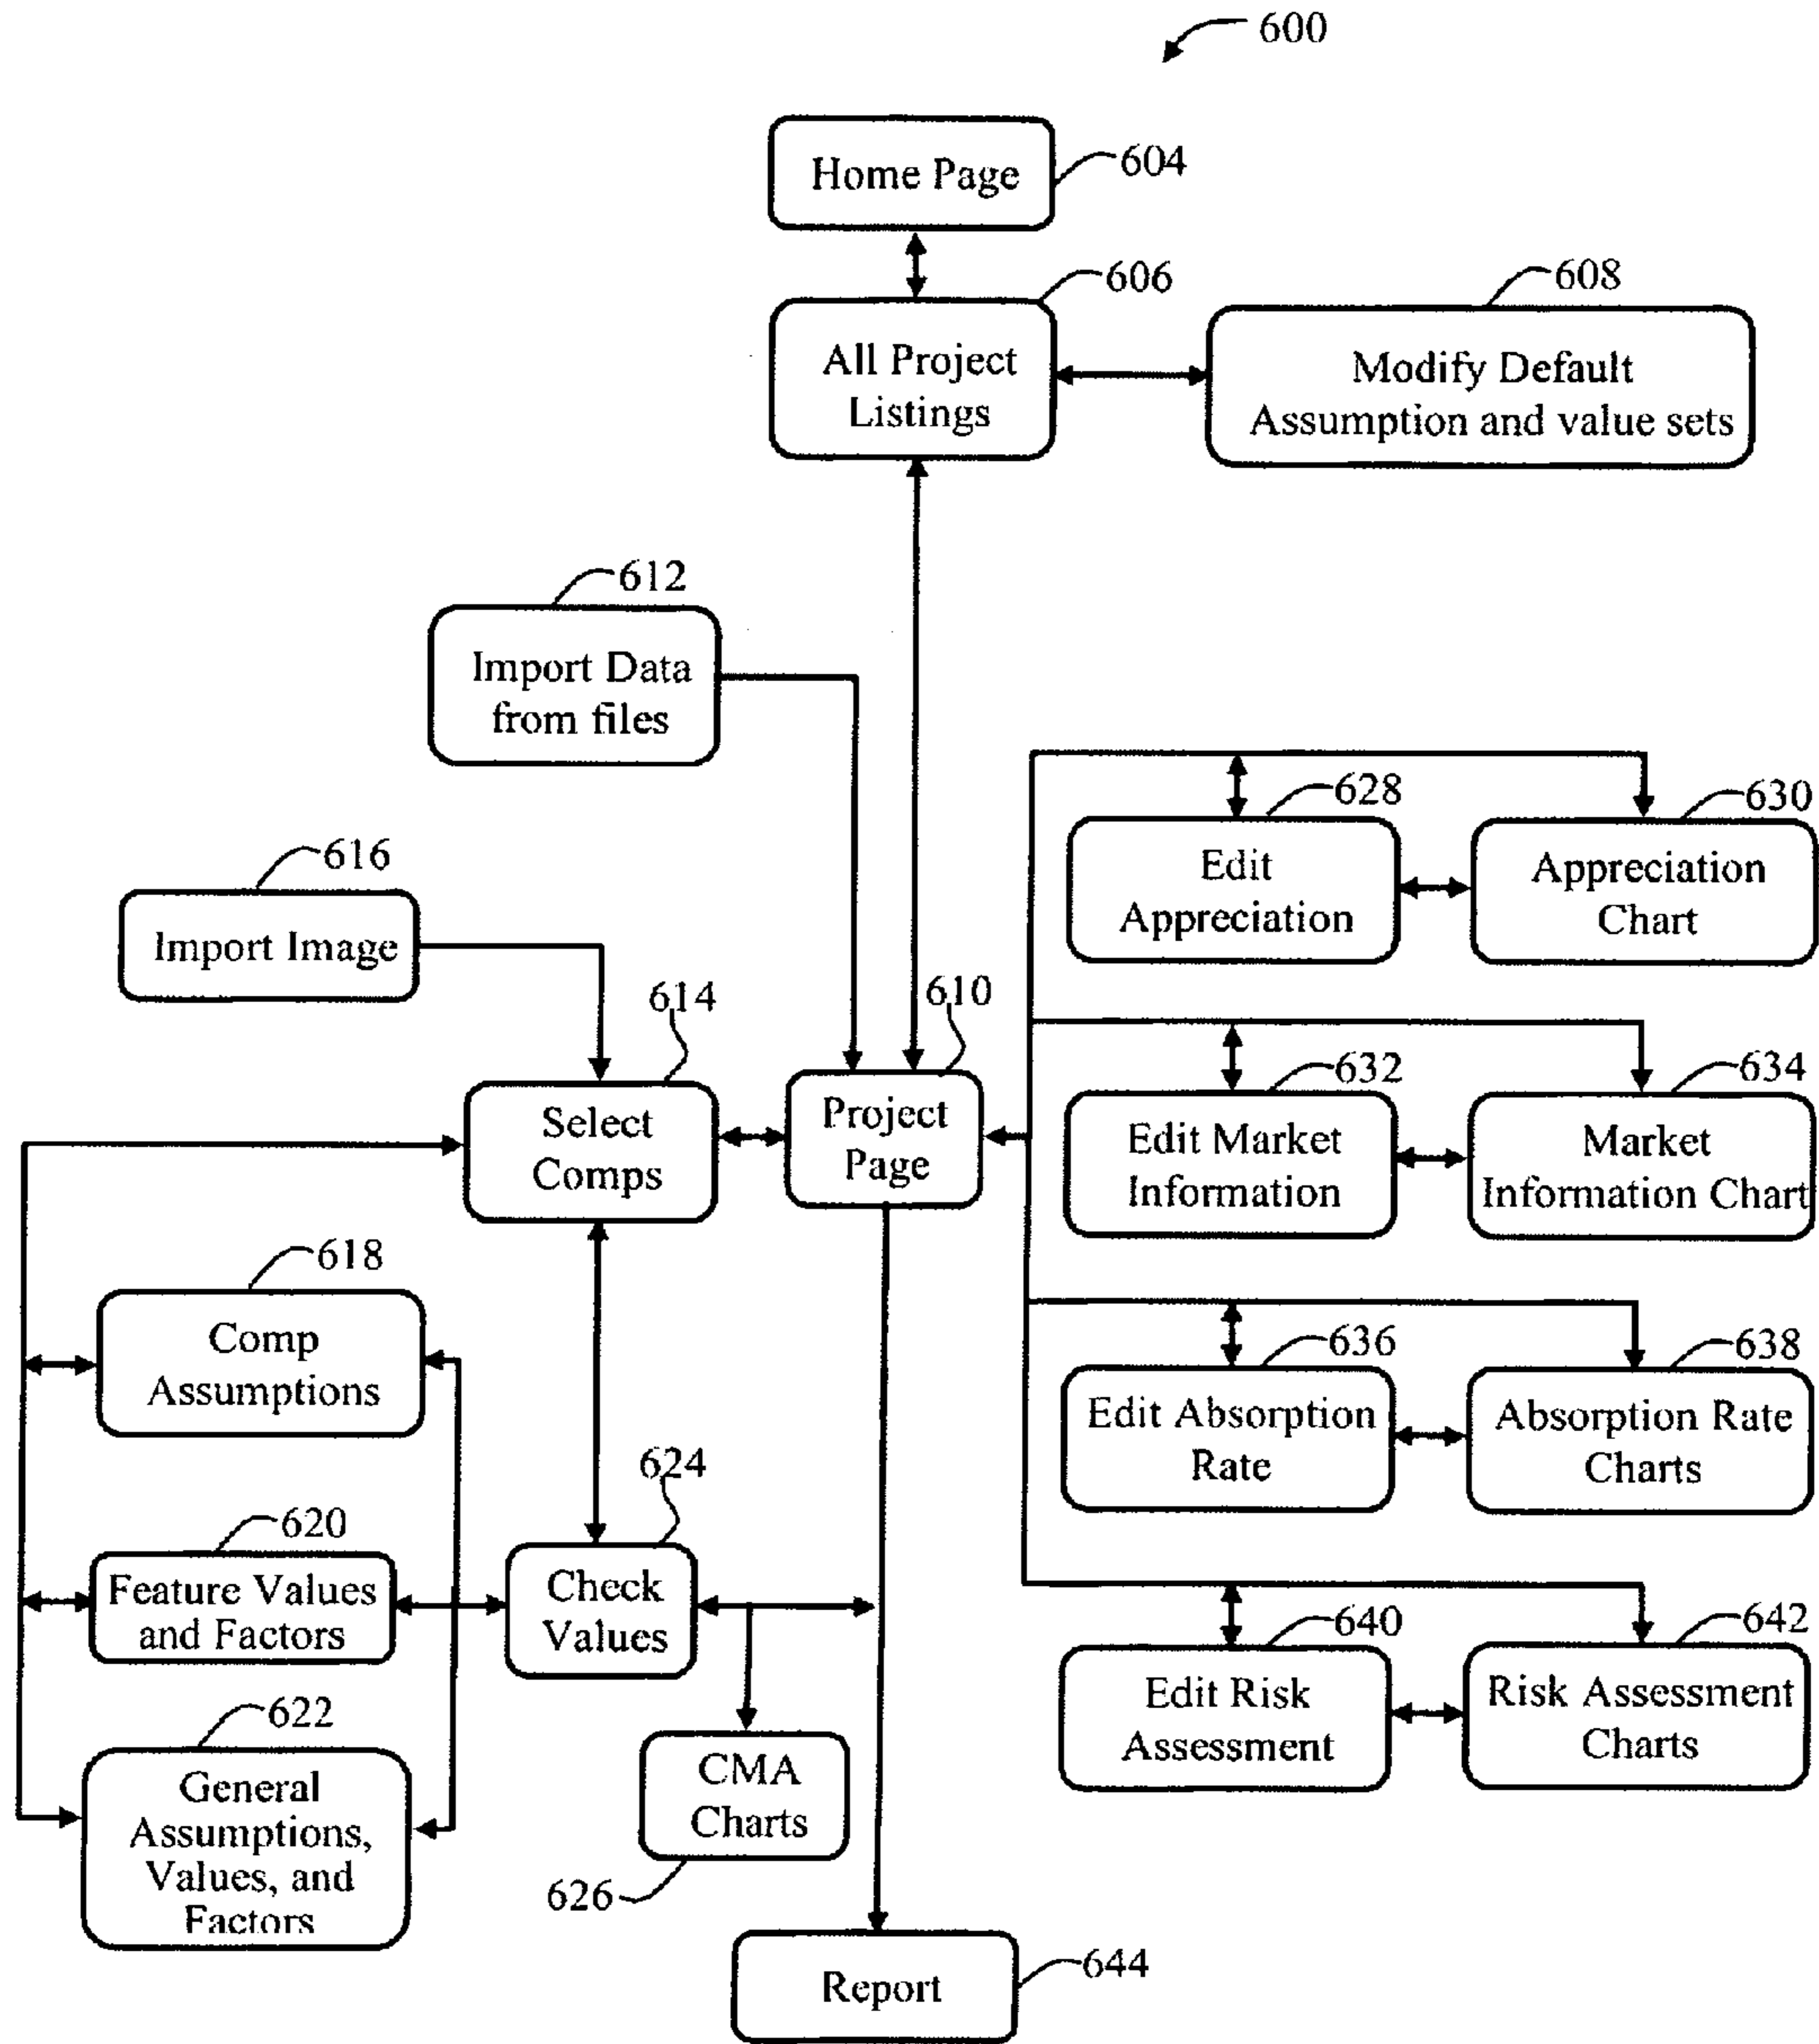 600
Home Page
604
606
All Project
Listings
608
Modify Default
Assumption and value sets
612
Import Data
from files
616
Import Image
628
Edit
Appreciation
630
Appreciation
Chart
614
Select
Comps
610
Project
Page
632
Edit Market
Information
634
Market
Information Chart
618
Comp
Assumptions
636
Edit Absorption
Rate
638
Absorption Rate
Charts
620
Feature Values
and Factors
624
Check
Values
640
Edit Risk
Assessment
642
Risk Assessment
Charts
622
General
Assumptions,
Values, and
Factors
CMA
Charts
626
Report
644